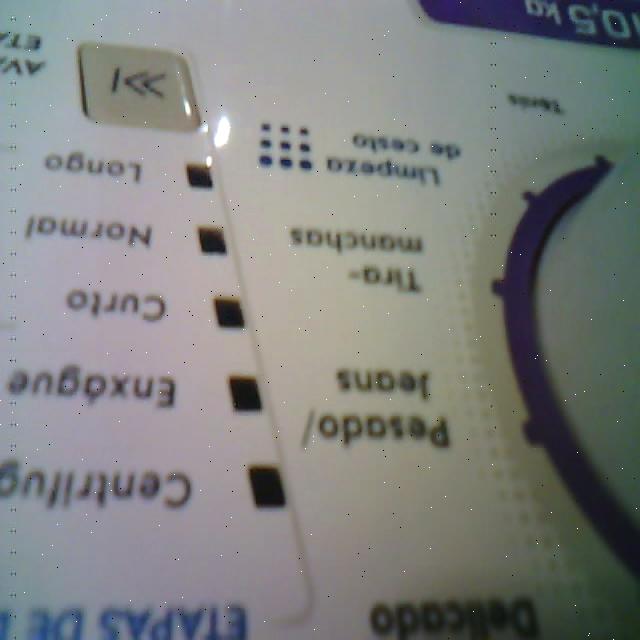 Delicado
Pesado/
Jeans
Tira-
manchas
Limpeza
de cesto
10,5 kg
ETAPAS DE
Centrifug
Enxágue
Curto
Normal
Longo